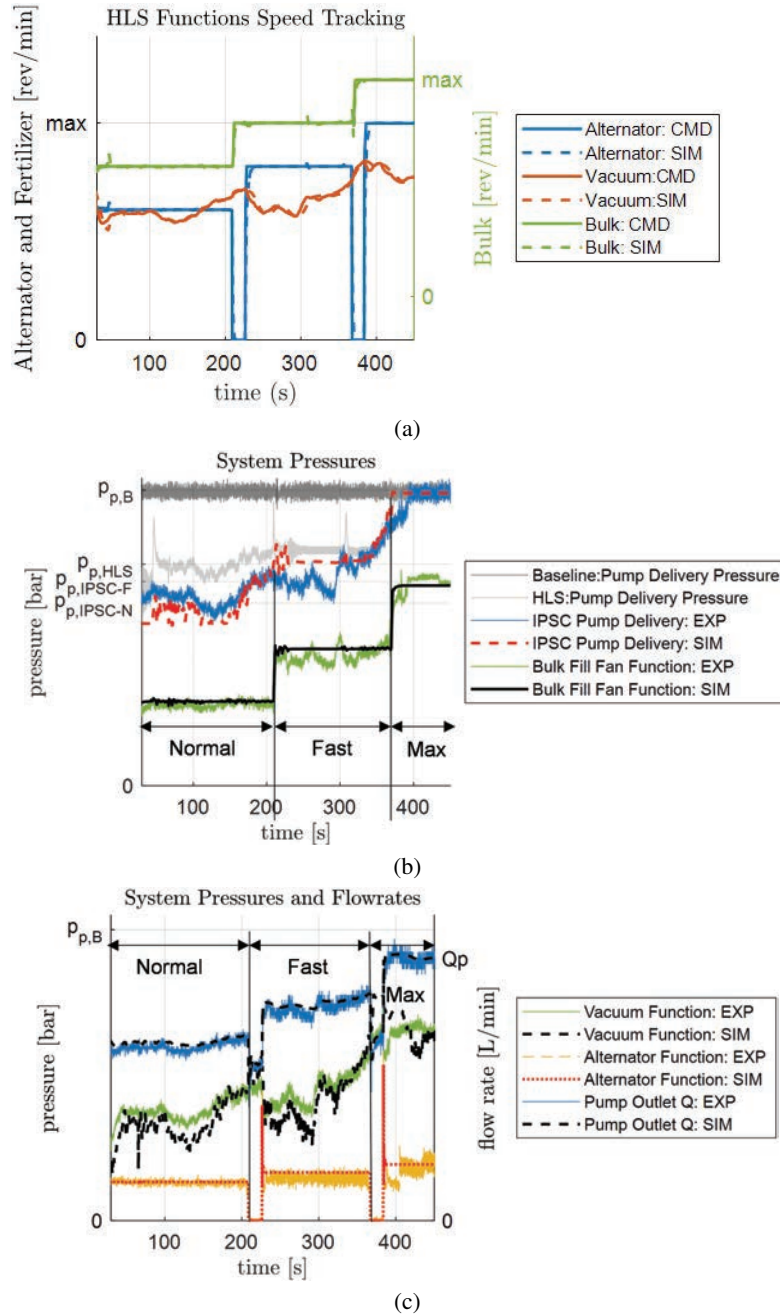 HLS Functions Speed Tracking
Alternator and Fertilizer [rev/min]
max
0
100
200
300
400
time (s)
max
0
Bulk [rev/min]
Alternator: CMD
Alternator: SIM
Vacuum:CMD
Vacuum:SIM
Bulk: CMD
Bulk: SIM
(a)
System Pressures
pressure [bar]
p_p,B
p_p,HLS
p_p,IPSC-F
p_p,IPSC-N
0
Normal
Fast
Max
100
200
300
400
time [s]
Baseline:Pump Delivery Pressure
HLS:Pump Delivery Pressure
IPSC Pump Delivery: EXP
IPSC Pump Delivery: SIM
Bulk Fill Fan Function: EXP
Bulk Fill Fan Function: SIM
(b)
System Pressures and Flowrates
pressure [bar]
p_p,B
0
Normal
Fast
Max
100
200
300
400
time [s]
Qp
0
flow rate [L/min]
Vacuum Function: EXP
Vacuum Function: SIM
Alternator Function: EXP
Alternator Function: SIM
Pump Outlet Q: EXP
Pump Outlet Q: SIM
(c)